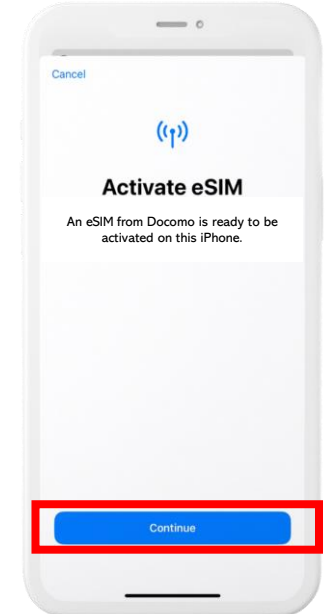 Cancel
Activate eSIM
An eSIM from Docomo is ready to be
activated on this iPhone.
Continue